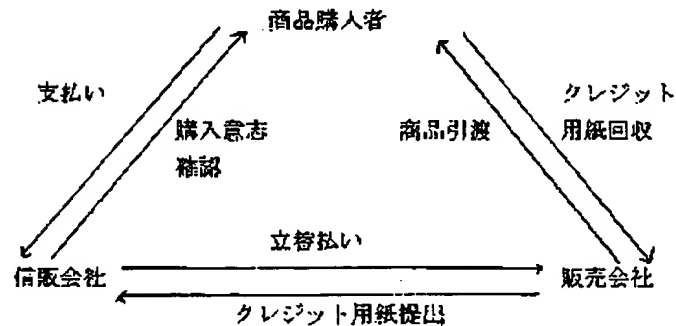 商品購入者
支払い
クレジット
購入意志
商品引渡
用紙回収
確認
立替払い
信販会社
販売会社
クレジット用紙提出